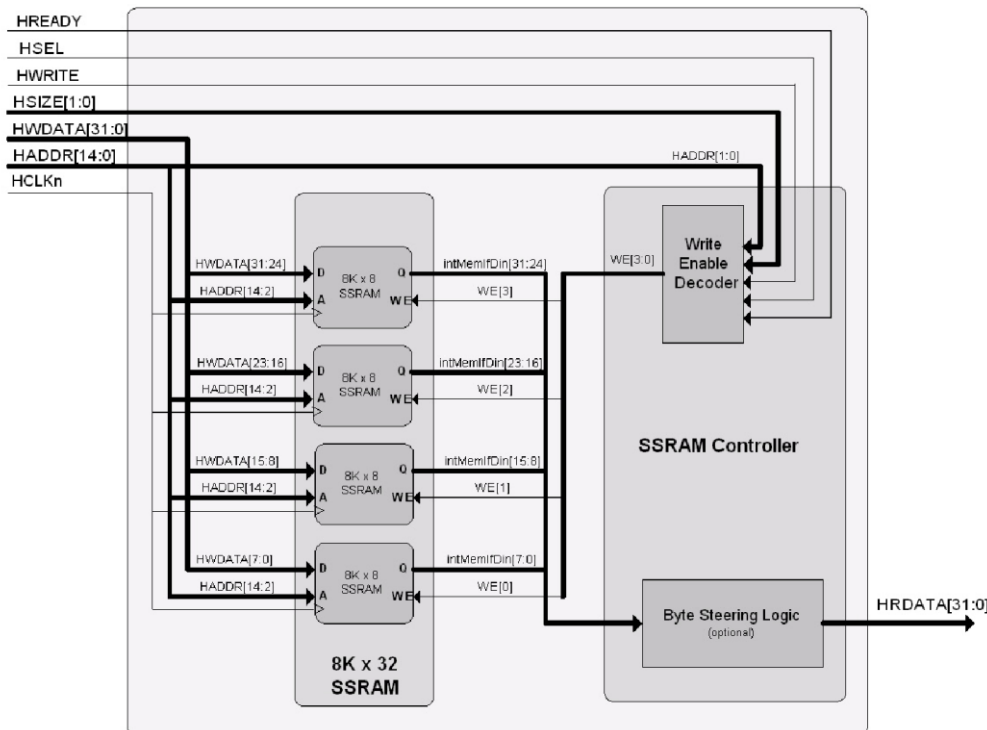 HREADY
HSEL
HWRITE
HSIZE[1:0]
HWDATA[31:0]
HADDR[14:0]
HADDR[1:0]
HCLKn
Write
Enable
Decoder
WE[3:0]
HWDATA[31:24]
D
8K x 8
SSRAM
Q
intMemIfDin[31:24]
HADDR[14:2]
A
WE
WE[3]
HWDATA[23:16]
D
8K x 8
SSRAM
Q
intMemIfDin[23:16]
HADDR[14:2]
A
WE
WE[2]
SSRAM Controller
HWDATA[15:8]
D
8K x 8
SSRAM
Q
intMemIfDin[15:8]
HADDR[14:2]
A
WE
WE[1]
HWDATA[7:0]
D
8K x 8
SSRAM
Q
intMemIfDin[7:0]
HADDR[14:2]
A
WE
WE[0]
Byte Steering Logic
(optional)
HRDATA[31:0]
8K x 32
SSRAM